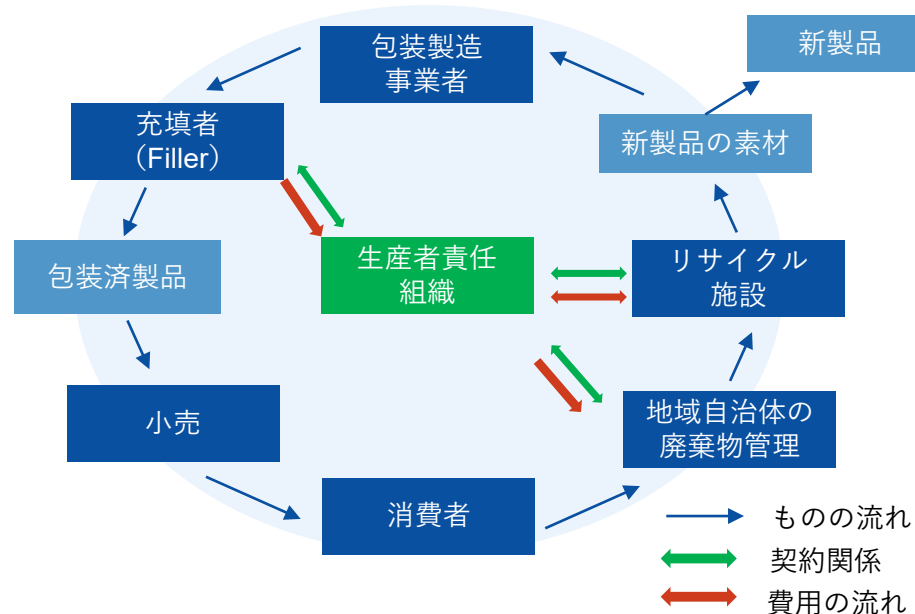 新製品
包装製造
事業者
充填者
（Filler）
新製品の素材
包装済製品
生産者責任
組織
リサイクル
施設
小売
地域自治体の
廃棄物管理
消費者
ものの流れ
契約関係
費用の流れ